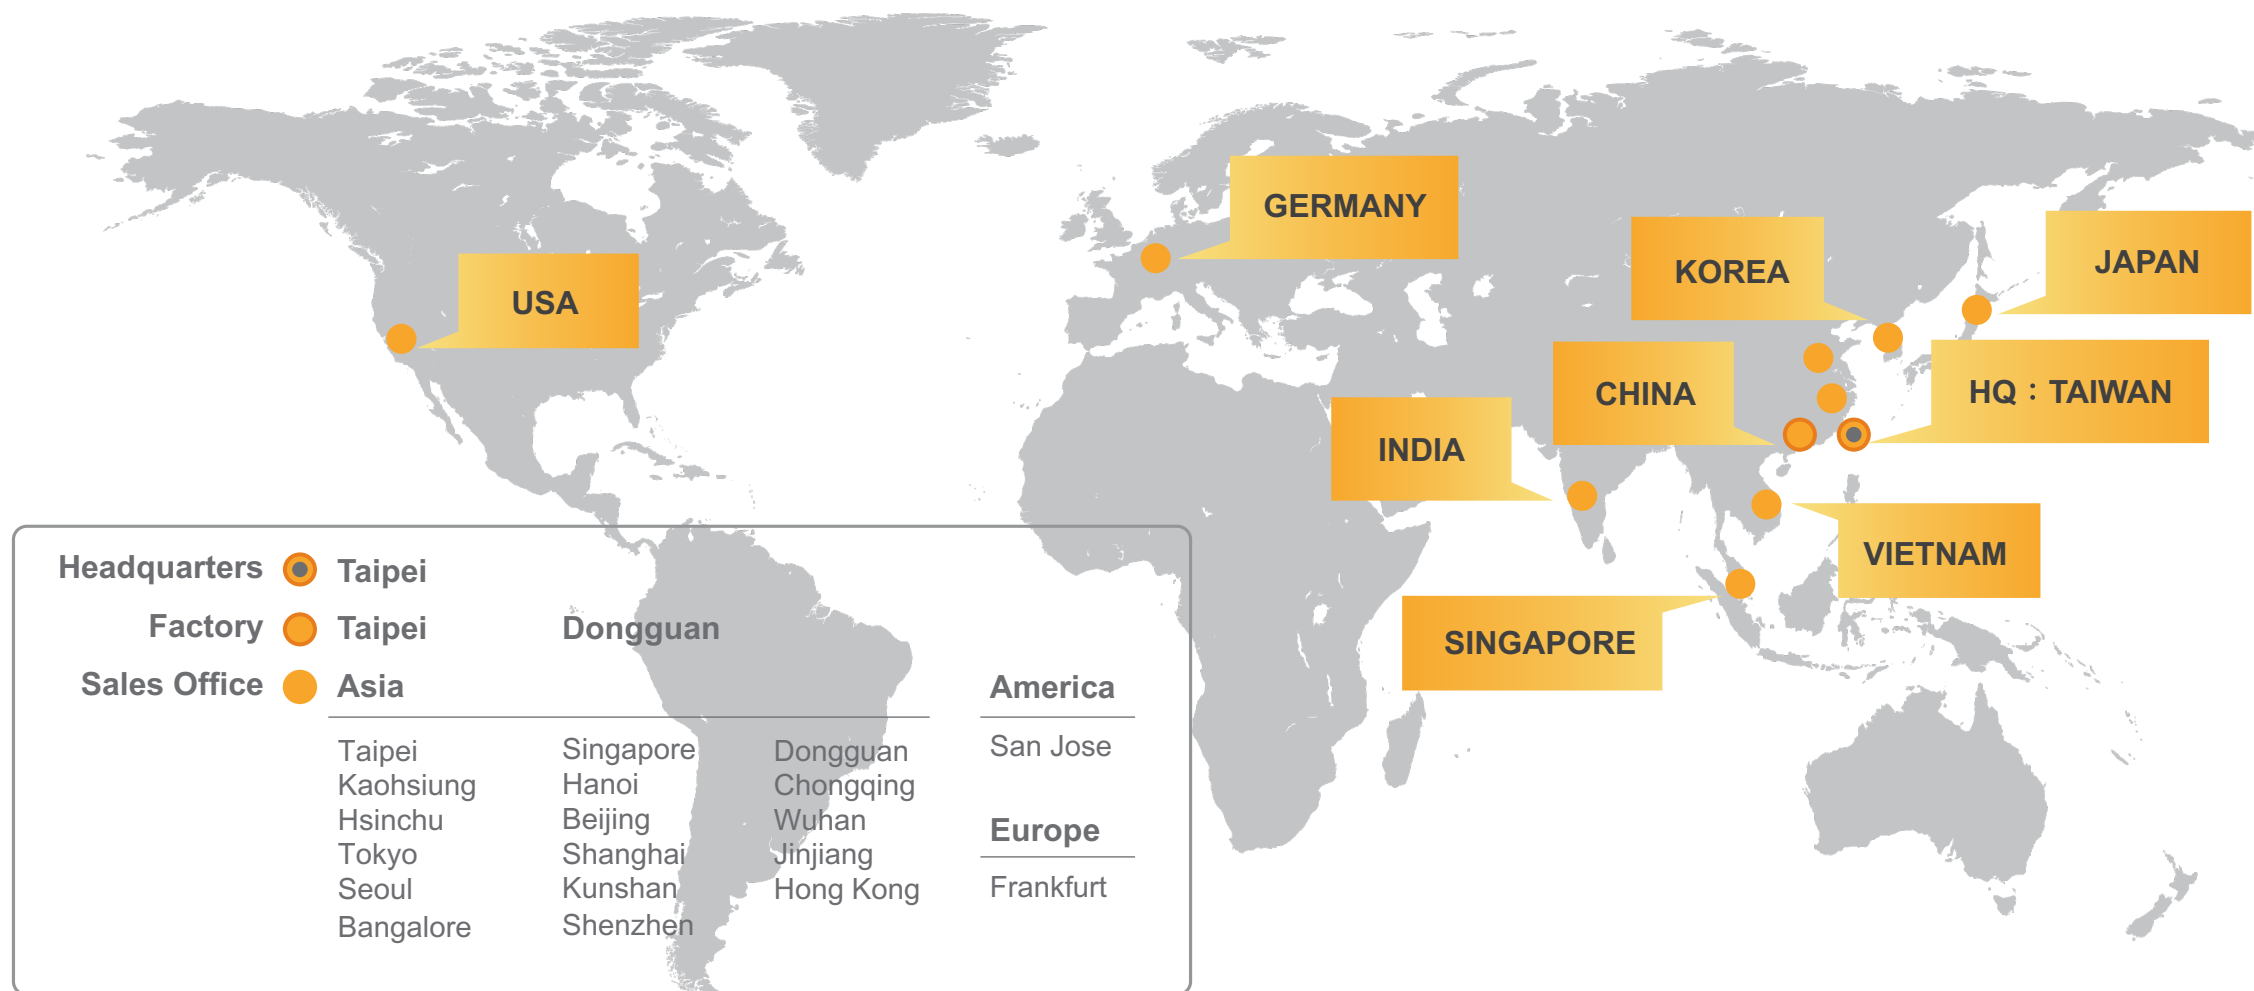 GERMANY
USA
KOREA
JAPAN
CHINA
HQ：TAIWAN
INDIA
VIETNAM
SINGAPORE
Headquarters Taipei
Factory Taipei Dongguan
Sales Office Asia America
Taipei Singapore Dongguan San Jose
Kaohsiung Hanoi Chongqing
Hsinchu Beijing Wuhan Europe
Tokyo Shanghai Jinjiang
Seoul Kunshan Hong Kong Frankfurt
Bangalore Shenzhen